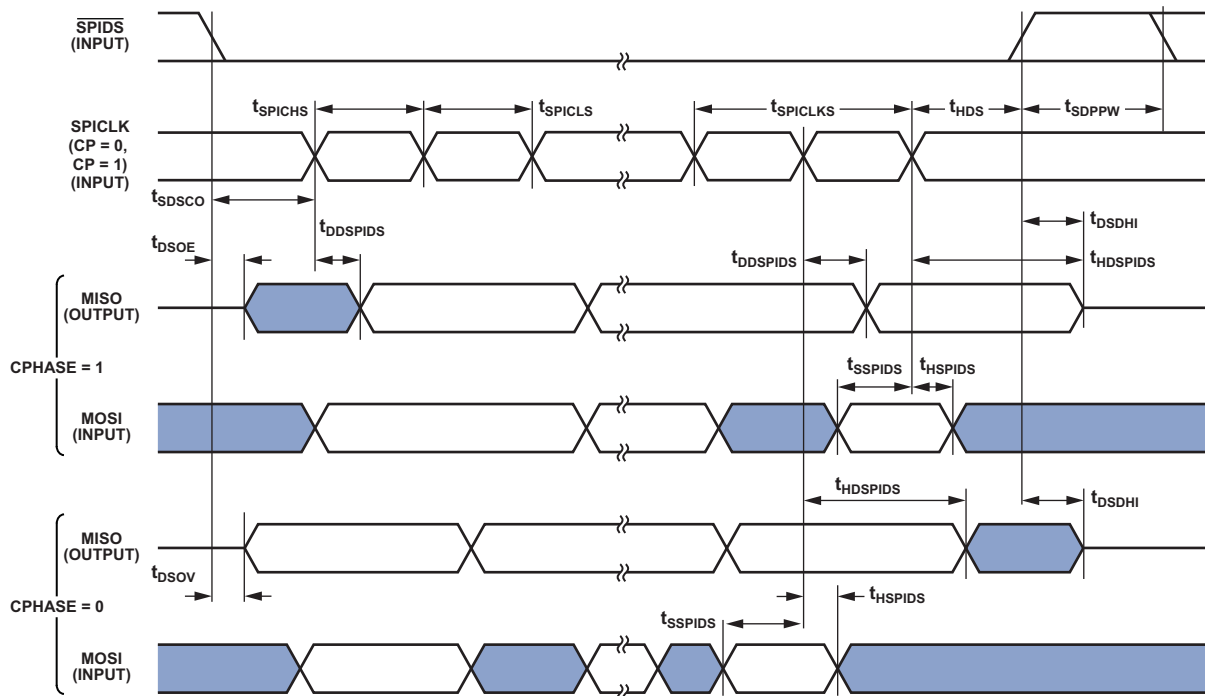 SPIDS
(INPUT)
tSPICHS
tSPICLS
tSPICLKS
tHDS
tSDPPW
SPICLK
(CP = 0,
CP = 1)
(INPUT)
tSDSCO
tDSOE
tDDSPIDS
tDDSPIDS
tDSDHI
tHDSPIDS
MISO
(OUTPUT)
CPHASE = 1
tSSPIDS
tHSPIDS
MOSI
(INPUT)
tHDSPIDS
tDSDHI
MISO
(OUTPUT)
tDSOV
CPHASE = 0
tHSPIDS
tSSPIDS
MOSI
(INPUT)